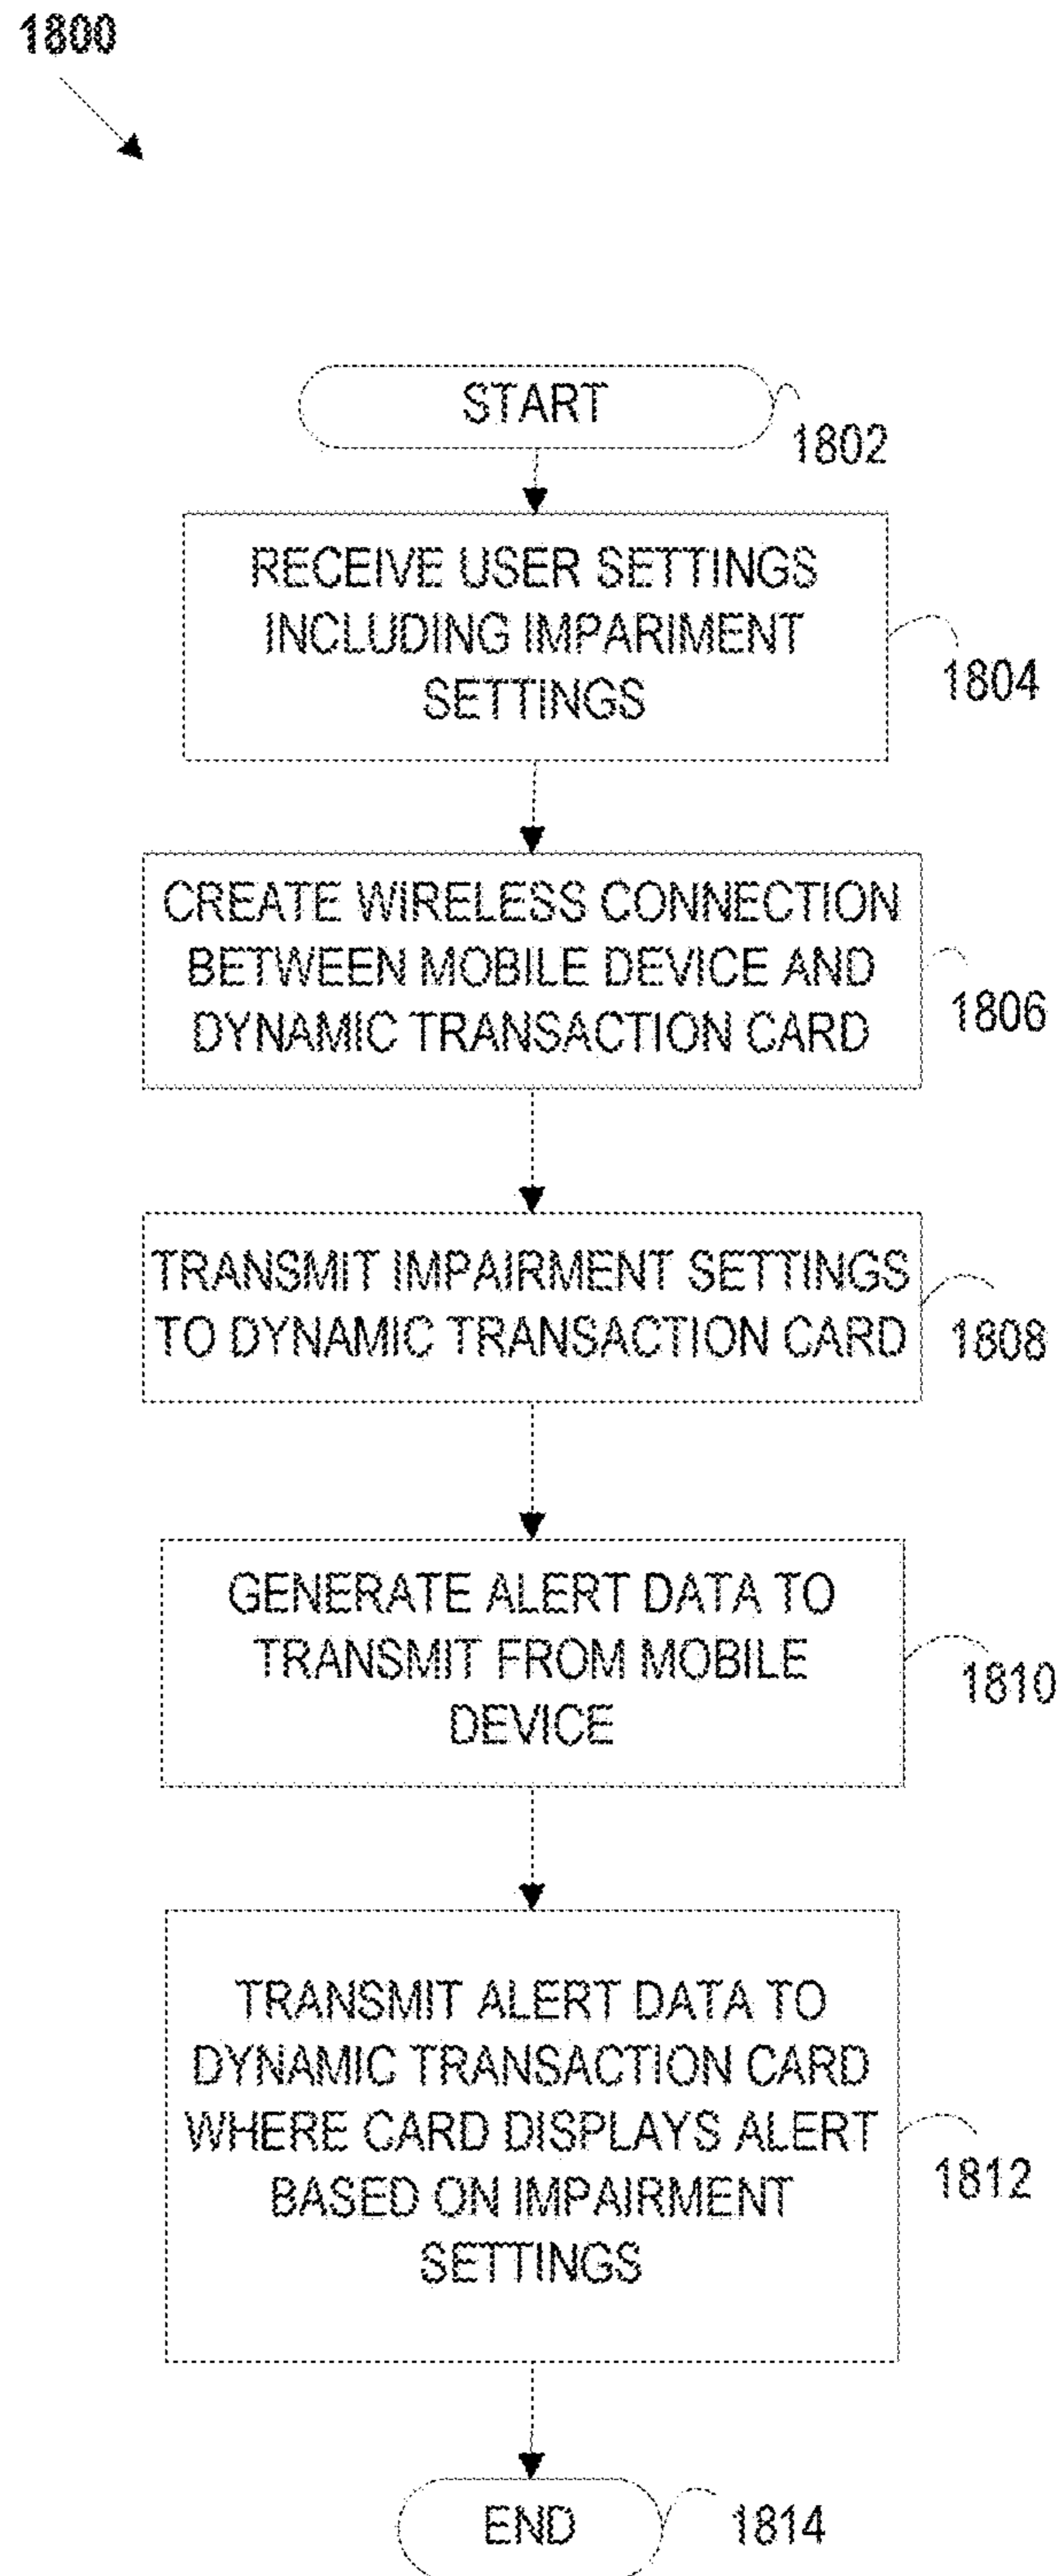 1800
START
1802
RECEIVE USER SETTINGS
INCLUDING IMPARIMENT
SETTINGS
1804
CREATE WIRELESS CONNECTION
BETWEEN MOBILE DEVICE AND
DYNAMIC TRANSACTION CARD
1806
TRANSMIT IMPAIRMENT SETTINGS
TO DYNAMIC TRANSACTION CARD
1808
GENERATE ALERT DATA TO
TRANSMIT FROM MOBILE
DEVICE
1810
TRANSMIT ALERT DATA TO
DYNAMIC TRANSACTION CARD
WHERE CARD DISPLAYS ALERT
BASED ON IMPAIRMENT
SETTINGS
1812
END
1814